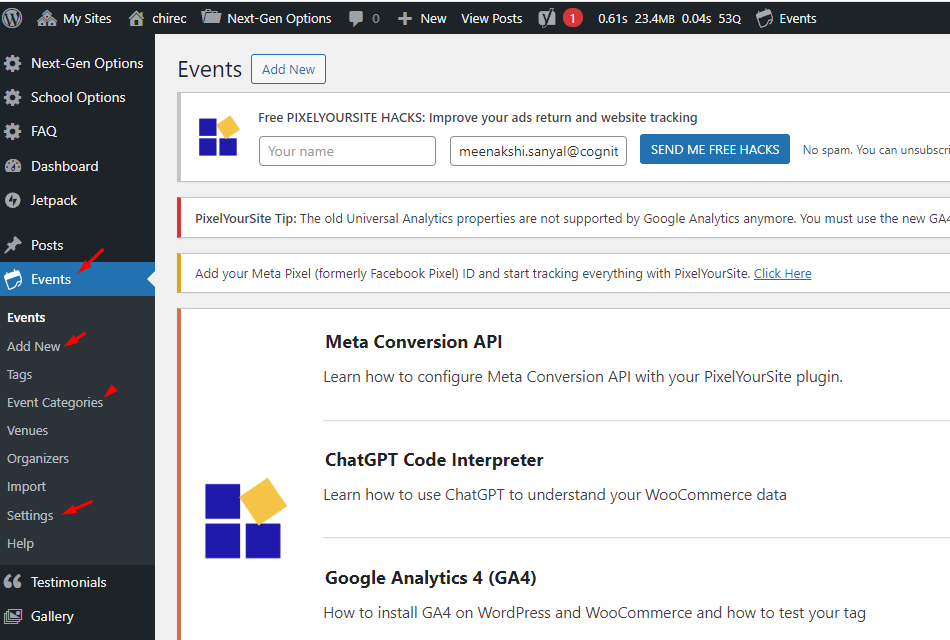 My Sites chirec Next-Gen Options 0 New View Posts 1 0.61s 23.4MB 0.04s 53Q Events
Next-Gen Options
School Options
FAQ
Dashboard
Jetpack
Posts
Events
Events
Add New
Tags
Event Categories
Venues
Organizers
Import
Settings
Help
Testimonials
Gallery
Events Add New
Free PIXELYOURSITE HACKS: Improve your ads return and website tracking
Your name meenakshi.sanyal@cognit SEND ME FREE HACKS No spam. You can unsubscri
PixelYourSite Tip: The old Universal Analytics properties are not supported by Google Analytics anymore. You must use the new GA4
Add your Meta Pixel (formerly Facebook Pixel) ID and start tracking everything with PixelYourSite. Click Here
Meta Conversion API
Learn how to configure Meta Conversion API with your PixelYourSite plugin.
ChatGPT Code Interpreter
Learn how to use ChatGPT to understand your WooCommerce data
Google Analytics 4 (GA4)
How to install GA4 on WordPress and WooCommerce and how to test your tag